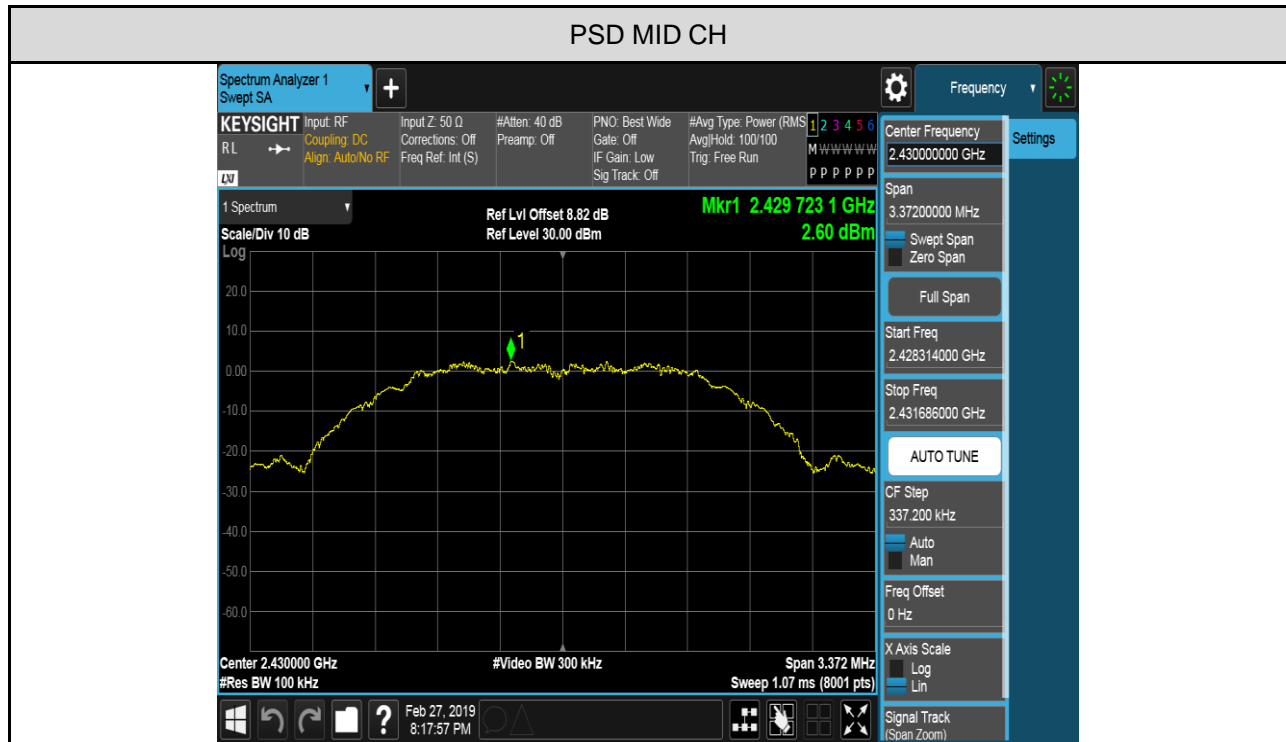 PSD MID CH
Spectrum Analyzer 1
Swept SA
+
Frequency
KEYSIGHT
RL
LXI
Input: RF
Coupling: DC
Align: Auto/No RF
Input Z: 50 Ω
Corrections: Off
Freq Ref: Int (S)
#Atten: 40 dB
Preamp: Off
PNO: Best Wide
Gate: Off
IF Gain: Low
Sig Track: Off
#Avg Type: Power (RMS
Avg|Hold: 100/100
Trig: Free Run
1 2 3 4 5 6
M W W W W W
P P P P P P
1 Spectrum
Scale/Div 10 dB
Ref Lvl Offset 8.82 dB
Ref Level 30.00 dBm
Mkr1 2.429 723 1 GHz
2.60 dBm
Log
20.0
10.0
0.00
-10.0
-20.0
-30.0
-40.0
-50.0
-60.0
1
Center 2.430000 GHz
#Res BW 100 kHz
#Video BW 300 kHz
Span 3.372 MHz
Sweep 1.07 ms (8001 pts)
Center Frequency
2.430000000 GHz
Settings
Span
3.37200000 MHz
Swept Span
Zero Span
Full Span
Start Freq
2.428314000 GHz
Stop Freq
2.431686000 GHz
AUTO TUNE
CF Step
337.200 kHz
Auto
Man
Freq Offset
0 Hz
X Axis Scale
Log
Lin
Signal Track
(Span Zoom)
?
Feb 27, 2019
8:17:57 PM